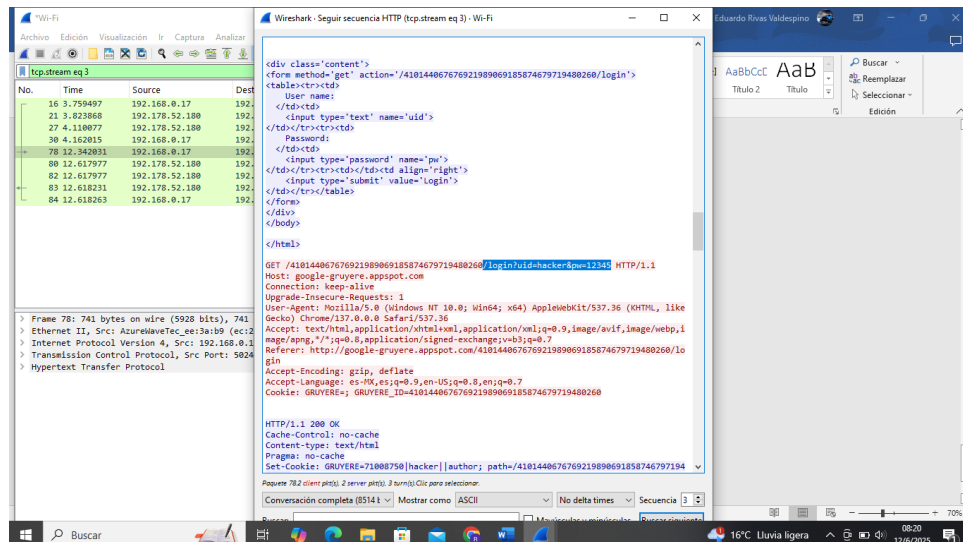 *Wi-Fi
Archivo Edición Visualización Ir Captura Analizar
tcp.stream eq 3
No. Time Source Dest
16 3.759497 192.168.0.17 192.
21 3.823868 192.178.52.180 192.
27 4.110077 192.178.52.180 192.
30 4.162015 192.168.0.17 192.
78 12.342031 192.168.0.17 192.
80 12.617977 192.178.52.180 192.
82 12.617977 192.178.52.180 192.
83 12.618231 192.178.52.180 192.
84 12.618263 192.168.0.17 192.
> Frame 78: 741 bytes on wire (5928 bits), 741
> Ethernet II, Src: AzureWaveTec_ee:3a:b9 (ec:2
> Internet Protocol Version 4, Src: 192.168.0.1
> Transmission Control Protocol, Src Port: 5024
> Hypertext Transfer Protocol
Wireshark · Seguir secuencia HTTP (tcp.stream eq 3) · Wi-Fi
<div class='content'>
<form method='get' action='/410144067676921989069185874679719480260/login'>
<table><tr><td>
User name:
</td><td>
<input type='text' name='uid'>
</td></tr><tr><td>
Password:
</td><td>
<input type='password' name='pw'>
</td></tr><tr><td></td><td align='right'>
<input type='submit' value='Login'>
</td></tr></table>
</form>
</div>
</body>
</html>
GET /410144067676921989069185874679719480260/login?uid=hacker&pw=12345 HTTP/1.1
Host: google-gruyere.appspot.com
Connection: keep-alive
Upgrade-Insecure-Requests: 1
User-Agent: Mozilla/5.0 (Windows NT 10.0; Win64; x64) AppleWebKit/537.36 (KHTML, like
Gecko) Chrome/137.0.0.0 Safari/537.36
Accept: text/html,application/xhtml+xml,application/xml;q=0.9,image/avif,image/webp,i
mage/apng,*/*;q=0.8,application/signed-exchange;v=b3;q=0.7
Referer: http://google-gruyere.appspot.com/410144067676921989069185874679719480260/lo
gin
Accept-Encoding: gzip, deflate
Accept-Language: es-MX,es;q=0.9,en-US;q=0.8,en;q=0.7
Cookie: GRUYERE=; GRUYERE_ID=410144067676921989069185874679719480260
HTTP/1.1 200 OK
Cache-Control: no-cache
Content-type: text/html
Pragma: no-cache
Set-Cookie: GRUYERE=71008750|hacker||author; path=/4101440676769219890691858746797194
Paquete 78.2 client pkt(s), 2 server pkt(s), 3 turn(s).Clic para seleccionar.
Conversación completa (8514 b Mostrar como ASCII No delta times Secuencia 3
Buscar: Mayúsculas y minúsculas Buscar siguiente
Eduardo Rivas Valdespino
AaBbCcD AaB
Título 2 Título
Buscar
Reemplazar
Seleccionar
Edición
70%
Buscar
16°C Lluvia ligera
08:20
12/6/2025